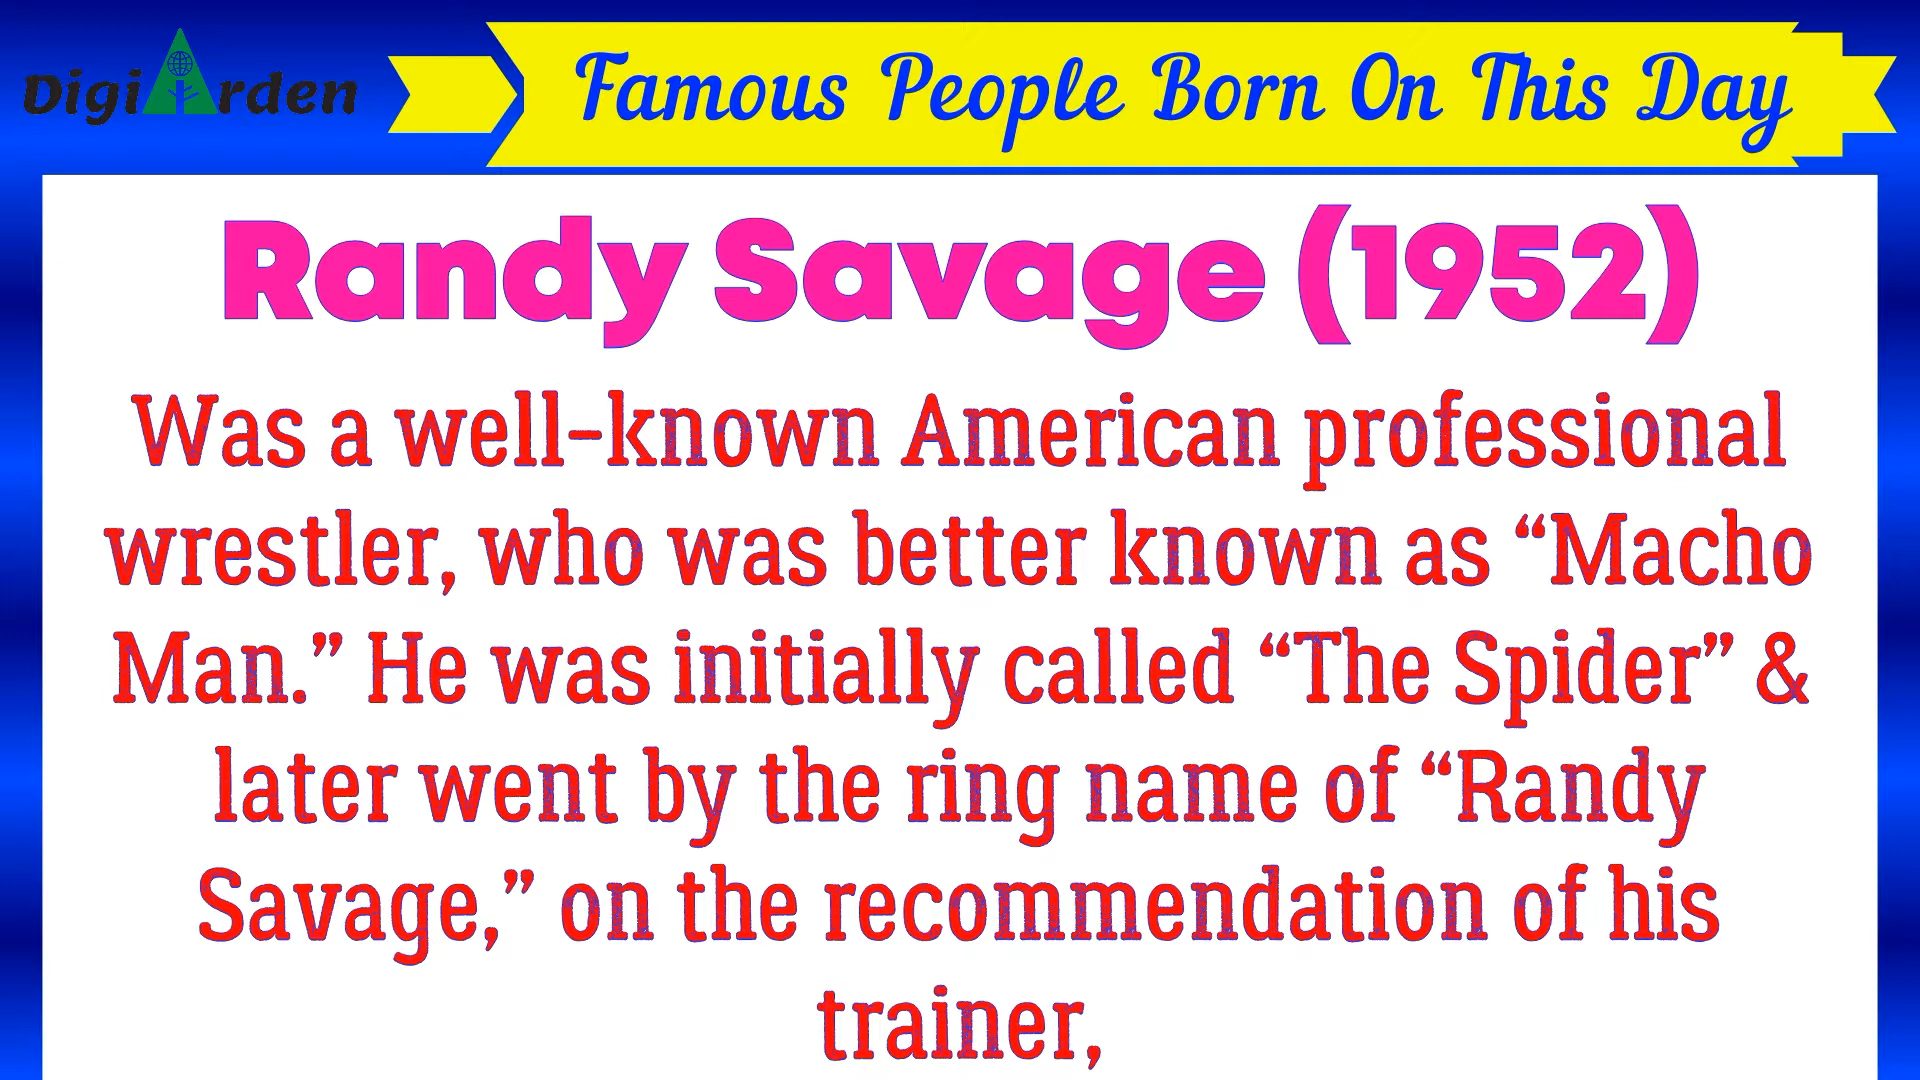 DigiArden
Famous People Born On This Day
Randy Savage (1952)
Was a well-known American professional
wrestler, who was better known as “Macho
Man.” He was initially called “The Spider” &
later went by the ring name of “Randy
Savage,” on the recommendation of his
trainer,